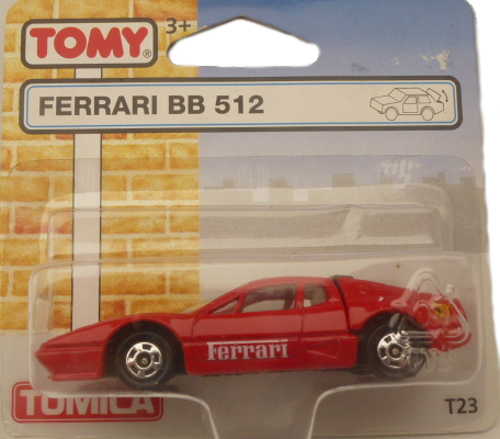 TOMY®
3+
FERRARI BB 512
Ferrari
TOMICA
T23